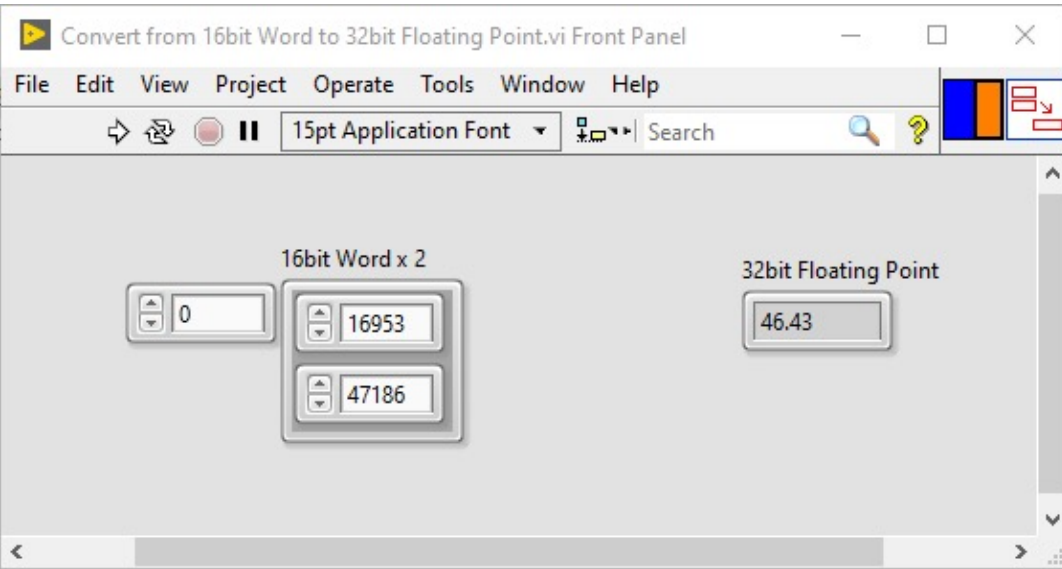 Convert from 16bit Word to 32bit Floating Point.vi Front Panel
File Edit View Project Operate Tools Window Help
15pt Application Font Search
16bit Word x 2
32bit Floating Point
0 16953 46.43
47186